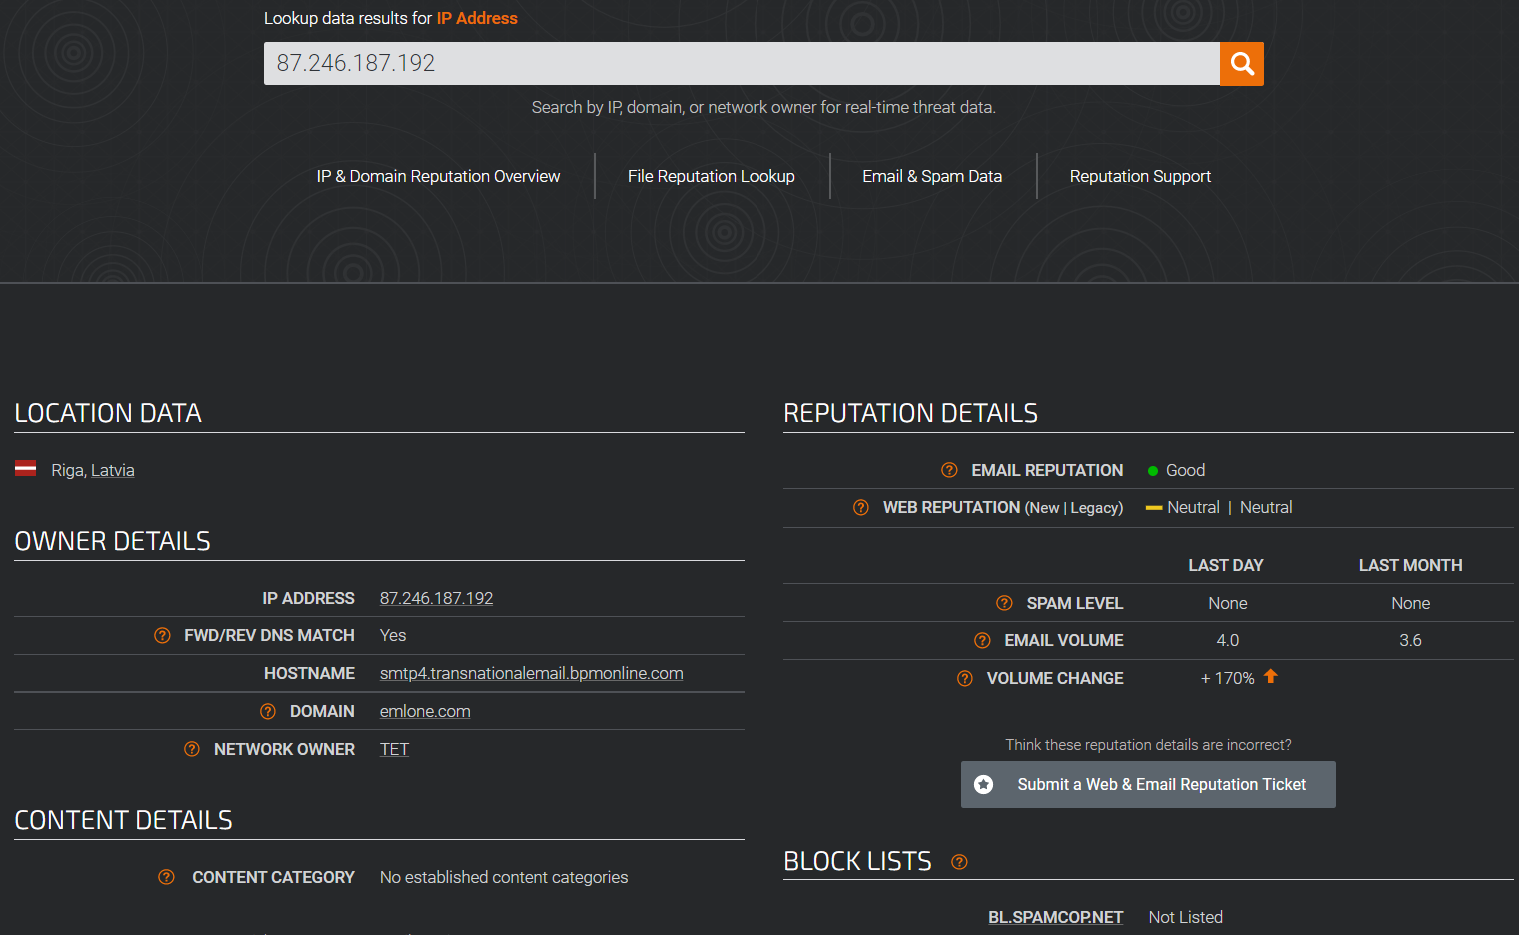 Lookup data results for IP Address
87.246.187.192
Search by IP, domain, or network owner for real-time threat data.
IP & Domain Reputation Overview
File Reputation Lookup
Email & Spam Data
Reputation Support
LOCATION DATA
Riga, Latvia
OWNER DETAILS
IP ADDRESS 87.246.187.192
FWD/REV DNS MATCH Yes
HOSTNAME smtp4.transnationalemail.bpmonline.com
DOMAIN emlone.com
NETWORK OWNER TET
CONTENT DETAILS
CONTENT CATEGORY No established content categories
REPUTATION DETAILS
EMAIL REPUTATION Good
WEB REPUTATION (New | Legacy) Neutral | Neutral
LAST DAY LAST MONTH
SPAM LEVEL None None
EMAIL VOLUME 4.0 3.6
VOLUME CHANGE + 170%
Think these reputation details are incorrect?
Submit a Web & Email Reputation Ticket
BLOCK LISTS
BL.SPAMCOP.NET Not Listed